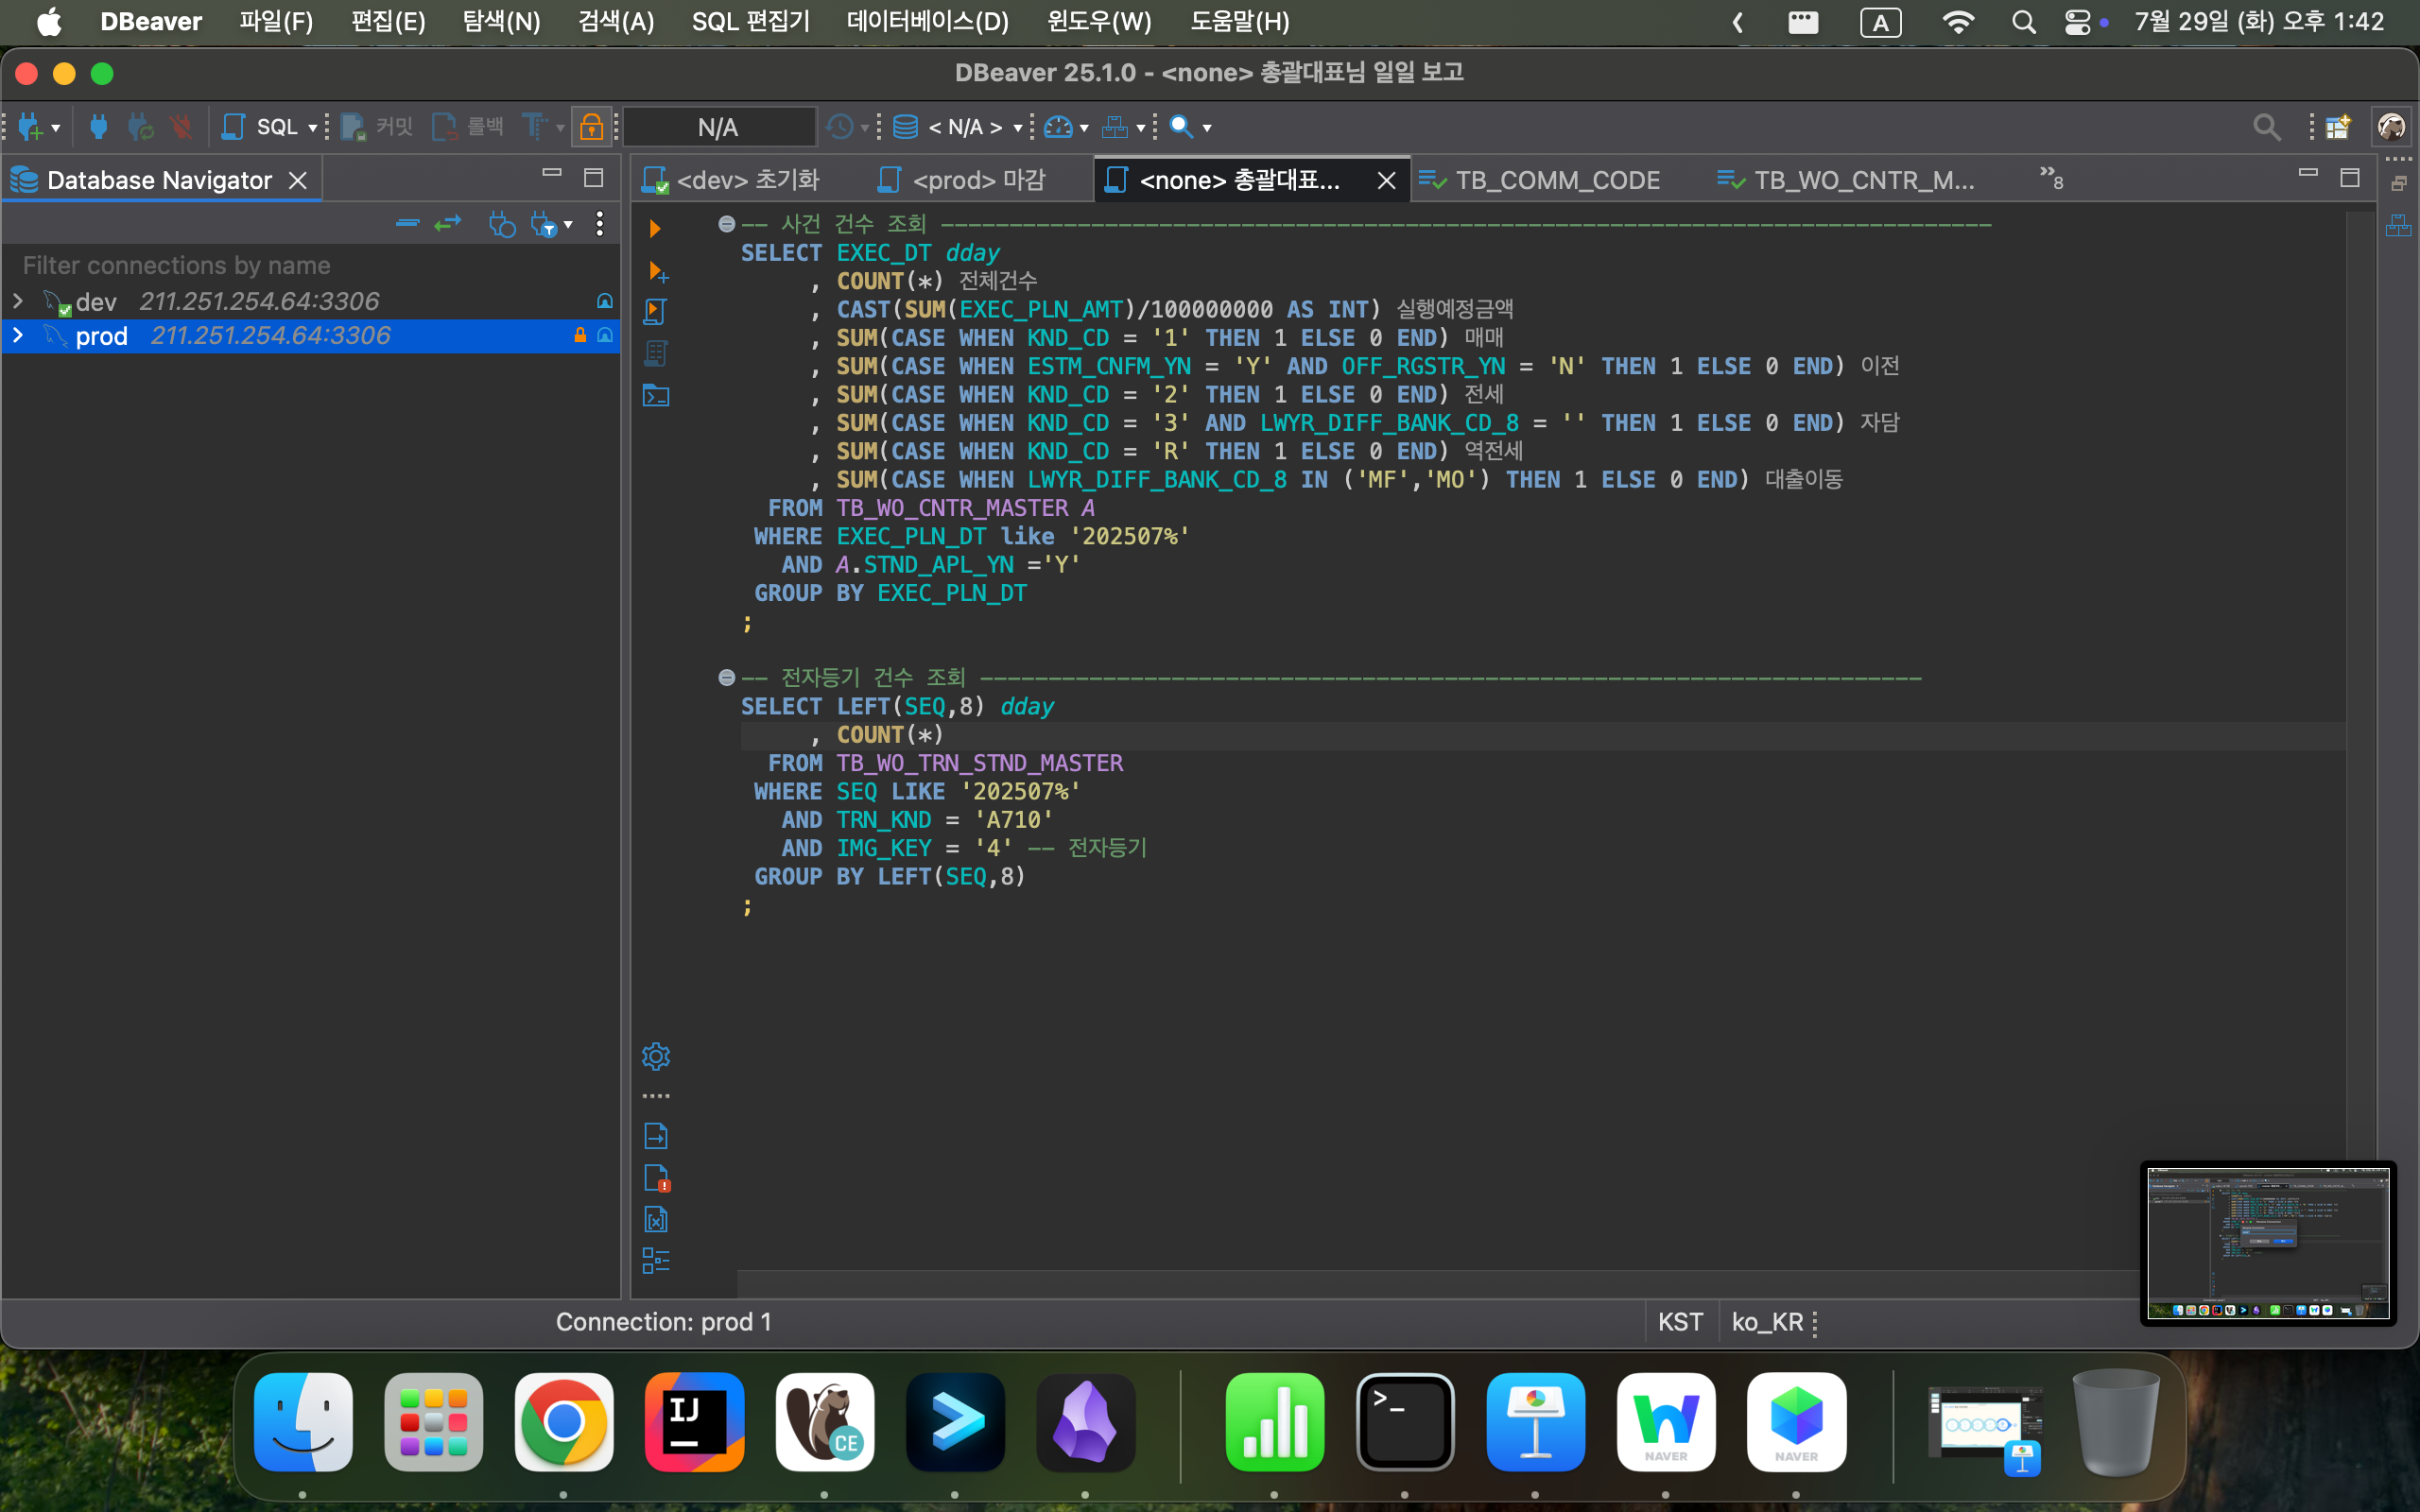 DBeaver 파일(F) 편집(E) 탐색(N) 검색(A) SQL 편집기 데이터베이스(D) 윈도우(W) 도움말(H) A 7월 29일 (화) 오후 1:42
DBeaver 25.1.0 - <none> 총괄대표님 일일 보고
SQL 커밋 롤백 T N/A < N/A >
Database Navigator
<dev> 초기화 <prod> 마감 <none> 총괄대표... TB_COMM_CODE TB_WO_CNTR_M... »8
Filter connections by name
dev 211.251.254.64:3306
prod 211.251.254.64:3306
-- 사건 건수 조회 -----------------------------------------------------------------------------
SELECT EXEC_DT dday
, COUNT(*) 전체건수
, CAST(SUM(EXEC_PLN_AMT)/100000000 AS INT) 실행예정금액
, SUM(CASE WHEN KND_CD = '1' THEN 1 ELSE 0 END) 매매
, SUM(CASE WHEN ESTM_CNFM_YN = 'Y' AND OFF_RGSTR_YN = 'N' THEN 1 ELSE 0 END) 이전
, SUM(CASE WHEN KND_CD = '2' THEN 1 ELSE 0 END) 전세
, SUM(CASE WHEN KND_CD = '3' AND LWYR_DIFF_BANK_CD_8 = '' THEN 1 ELSE 0 END) 자담
, SUM(CASE WHEN KND_CD = 'R' THEN 1 ELSE 0 END) 역전세
, SUM(CASE WHEN LWYR_DIFF_BANK_CD_8 IN ('MF','MO') THEN 1 ELSE 0 END) 대출이동
FROM TB_WO_CNTR_MASTER A
WHERE EXEC_PLN_DT like '202507%'
AND A.STND_APL_YN ='Y'
GROUP BY EXEC_PLN_DT
;
-- 전자등기 건수 조회 ---------------------------------------------------------------------
SELECT LEFT(SEQ,8) dday
, COUNT(*)
FROM TB_WO_TRN_STND_MASTER
WHERE SEQ LIKE '202507%'
AND TRN_KND = 'A710'
AND IMG_KEY = '4' -- 전자등기
GROUP BY LEFT(SEQ,8)
;
Connection: prod 1 KST ko_KR
IJ CE >_ NAVER NAVER